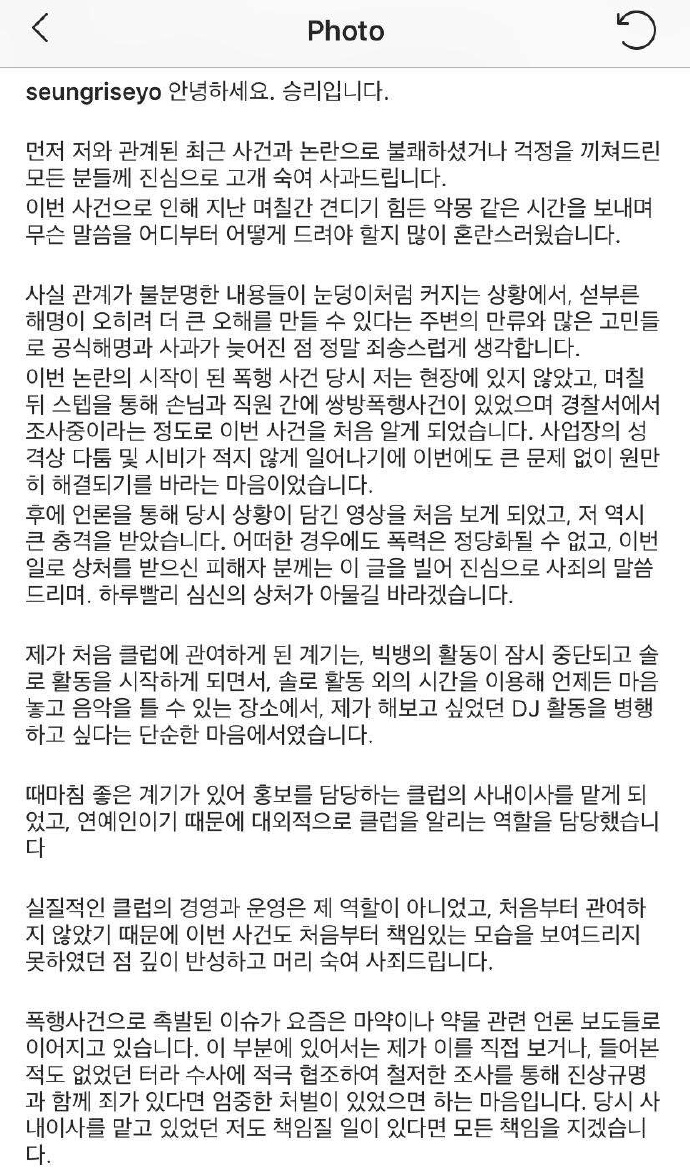 Photo
seungriseyo 안녕하세요. 승리입니다.
먼저 저와 관계된 최근 사건과 논란으로 불쾌하셨거나 걱정을 끼쳐드린
모든 분들께 진심으로 고개 숙여 사과드립니다.
이번 사건으로 인해 지난 며칠간 견디기 힘든 악몽 같은 시간을 보내며
무슨 말씀을 어디부터 어떻게 드려야 할지 많이 혼란스러웠습니다.
사실 관계가 불분명한 내용들이 눈덩이처럼 커지는 상황에서, 섣부른
해명이 오히려 더 큰 오해를 만들 수 있다는 주변의 만류와 많은 고민들
로 공식해명과 사과가 늦어진 점 정말 죄송스럽게 생각합니다.
이번 논란의 시작이 된 폭행 사건 당시 저는 현장에 있지 않았고, 며칠
뒤 스텝을 통해 손님과 직원 간에 쌍방폭행사건이 있었으며 경찰서에서
조사중이라는 정도로 이번 사건을 처음 알게 되었습니다. 사업장의 성
격상 다툼 및 시비가 적지 않게 일어나기에 이번에도 큰 문제 없이 원만
히 해결되기를 바라는 마음이었습니다.
후에 언론을 통해 당시 상황이 담긴 영상을 처음 보게 되었고, 저 역시
큰 충격을 받았습니다. 어떠한 경우에도 폭력은 정당화될 수 없고, 이번
일로 상처를 받으신 피해자 분께는 이 글을 빌어 진심으로 사죄의 말씀
드리며. 하루빨리 심신의 상처가 아물길 바라겠습니다.
제가 처음 클럽에 관여하게 된 계기는, 빅뱅의 활동이 잠시 중단되고 솔
로 활동을 시작하게 되면서, 솔로 활동 외의 시간을 이용해 언제든 마음
놓고 음악을 틀 수 있는 장소에서, 제가 해보고 싶었던 DJ 활동을 병행
하고 싶다는 단순한 마음에서였습니다.
때마침 좋은 계기가 있어 홍보를 담당하는 클럽의 사내이사를 맡게 되
었고, 연예인이기 때문에 대외적으로 클럽을 알리는 역할을 담당했습니
다
실질적인 클럽의 경영과 운영은 제 역할이 아니었고, 처음부터 관여하
지 않았기 때문에 이번 사건도 처음부터 책임있는 모습을 보여드리지
못하였던 점 깊이 반성하고 머리 숙여 사죄드립니다.
폭행사건으로 촉발된 이슈가 요즘은 마약이나 약물 관련 언론 보도들로
이어지고 있습니다. 이 부분에 있어서는 제가 이를 직접 보거나, 들어본
적도 없었던 터라 수사에 적극 협조하여 철저한 조사를 통해 진상규명
과 함께 죄가 있다면 엄중한 처벌이 있었으면 하는 마음입니다. 당시 사
내이사를 맡고 있었던 저도 책임질 일이 있다면 모든 책임을 지겠습니
다.